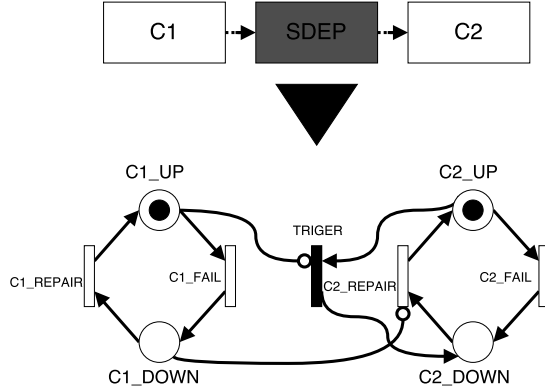 C1 SDEP C2
C1_UP C2_UP
TRIGER
C1_REPAIR C1_FAIL C2_REPAIR C2_FAIL
C1_DOWN C2_DOWN